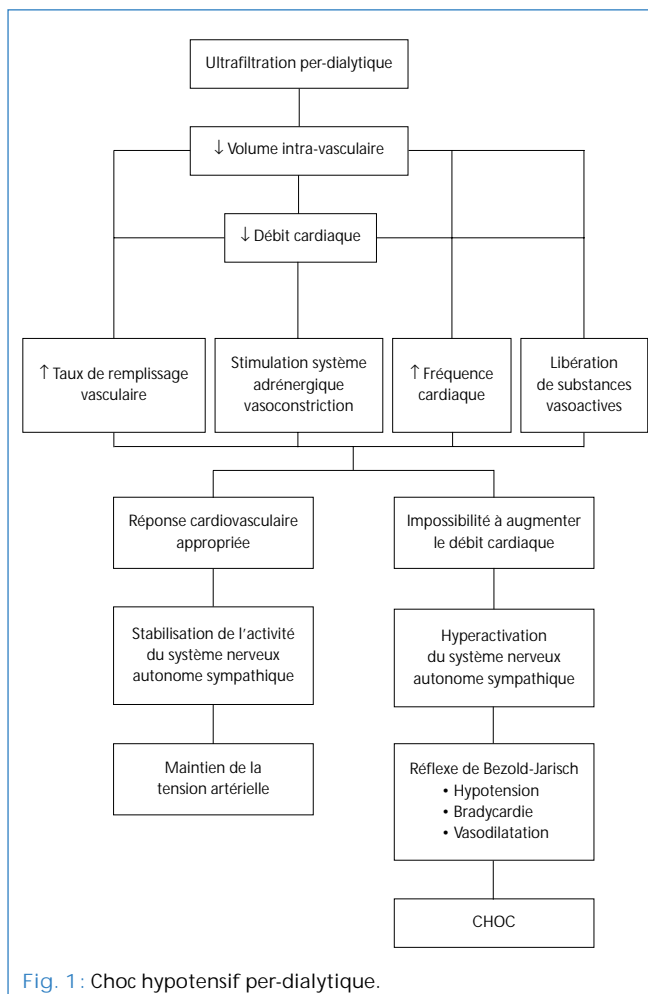 Ultrafiltration per-dialytique
↓ Volume intra-vasculaire
↓ Débit cardiaque
↑ Taux de remplissage
vasculaire
Stimulation système
adrénergique
vasoconstriction
↑ Fréquence
cardiaque
Libération
de substances
vasoactives
Réponse cardiovasculaire
appropriée
Impossibilité à augmenter
le débit cardiaque
Stabilisation de l'activité
du système nerveux
autonome sympathique
Hyperactivation
du système nerveux
autonome sympathique
Maintien de la
tension artérielle
Réflexe de Bezold-Jarisch
• Hypotension
• Bradycardie
• Vasodilatation
CHOC
Fig. 1: Choc hypotensif per-dialytique.